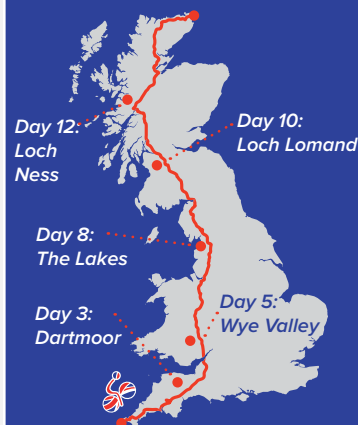 Day 12:
Loch
Ness
Day 10:
Loch Lomand
Day 8:
The Lakes
Day 5:
Wye Valley
Day 3:
Dartmoor